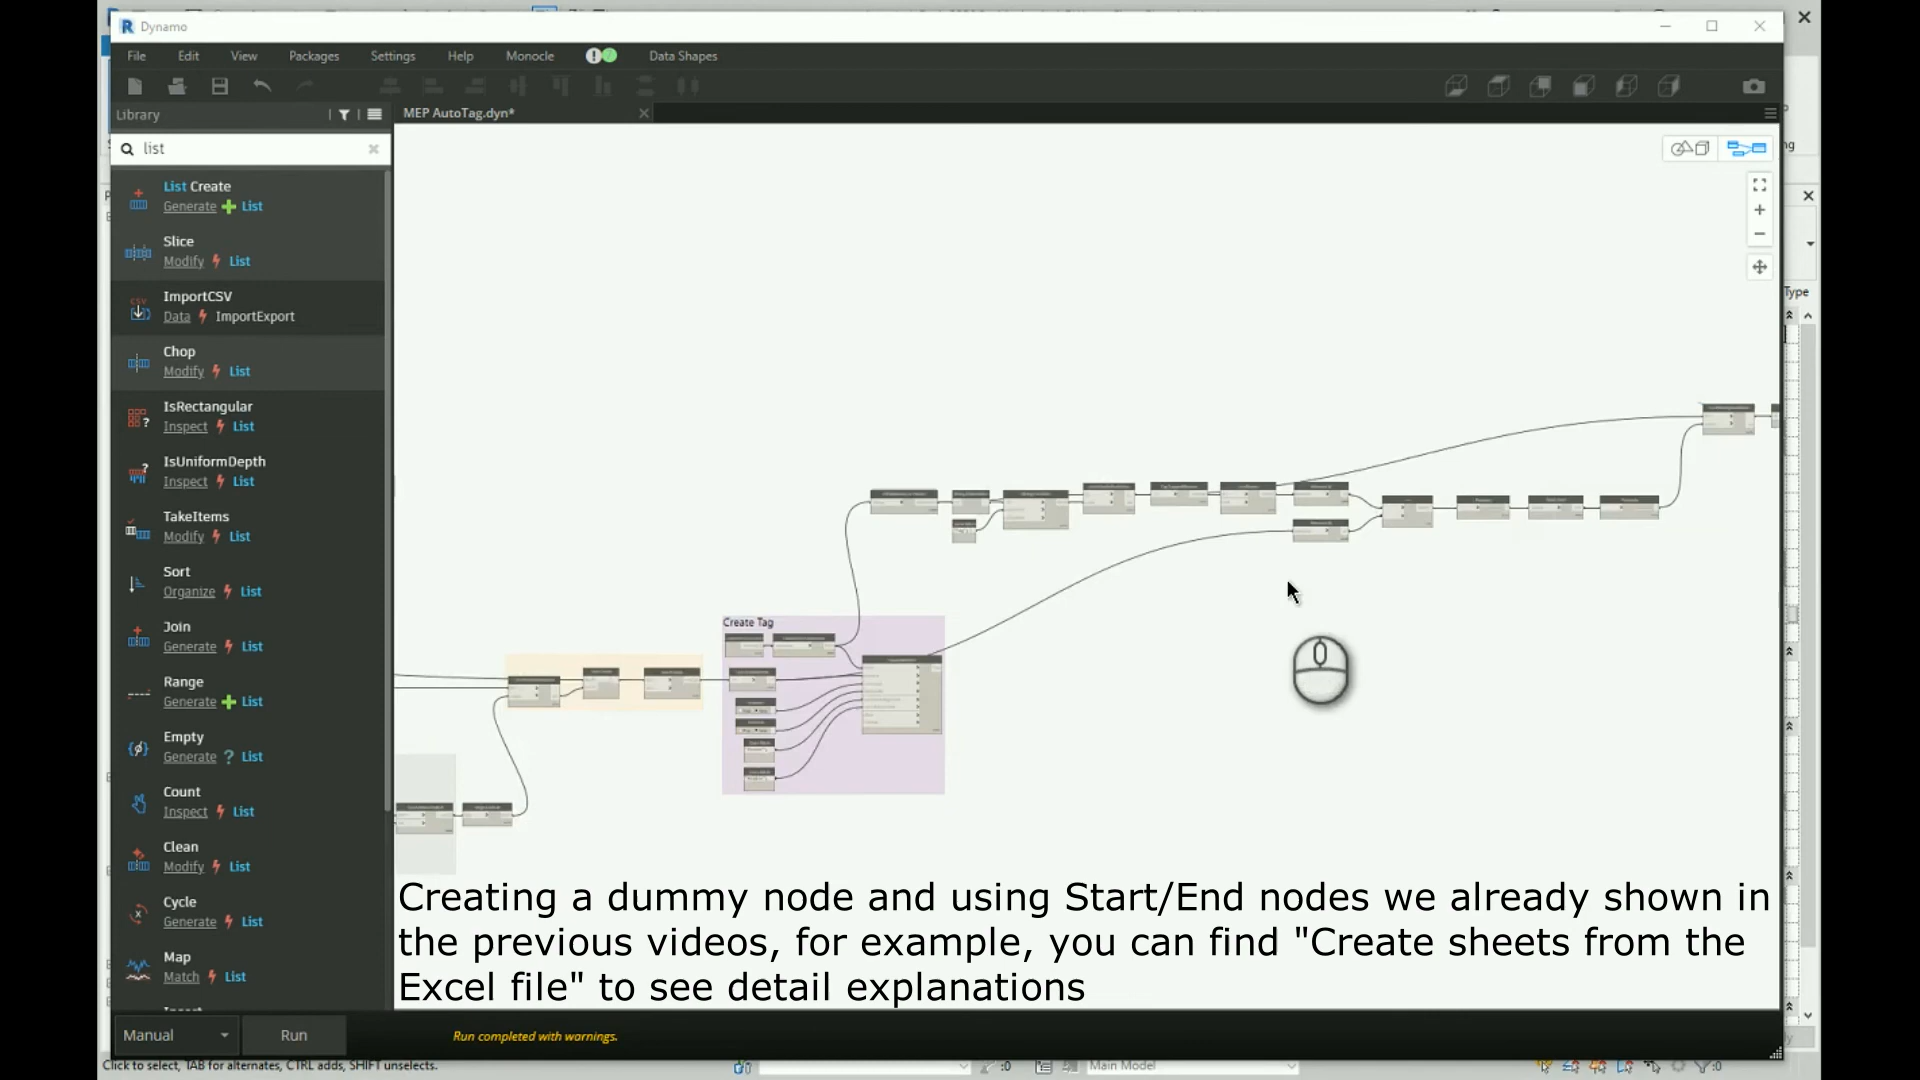 Dynamo
File Edit View Packages Settings Help Monocle Data Shapes
Library
MEP AutoTag.dyn*
list
List Create
Generate List
Slice
Modify List
ImportCSV
Data ImportExport
Chop
Modify List
IsRectangular
Inspect List
IsUniformDepth
Inspect List
TakeItems
Modify List
Sort
Organize List
Join
Generate List
Range
Generate List
Empty
Generate ? List
Count
Inspect List
Clean
Modify List
Cycle
Generate List
Map
Match List
Type
Create Tag
Creating a dummy node and using Start/End nodes we already shown in
the previous videos, for example, you can find "Create sheets from the
Excel file" to see detail explanations
Manual
Run
Run completed with warnings.
Click to select, TAB for alternates, CTRL adds, SHIFT unselects.
:0
Main Model
:0